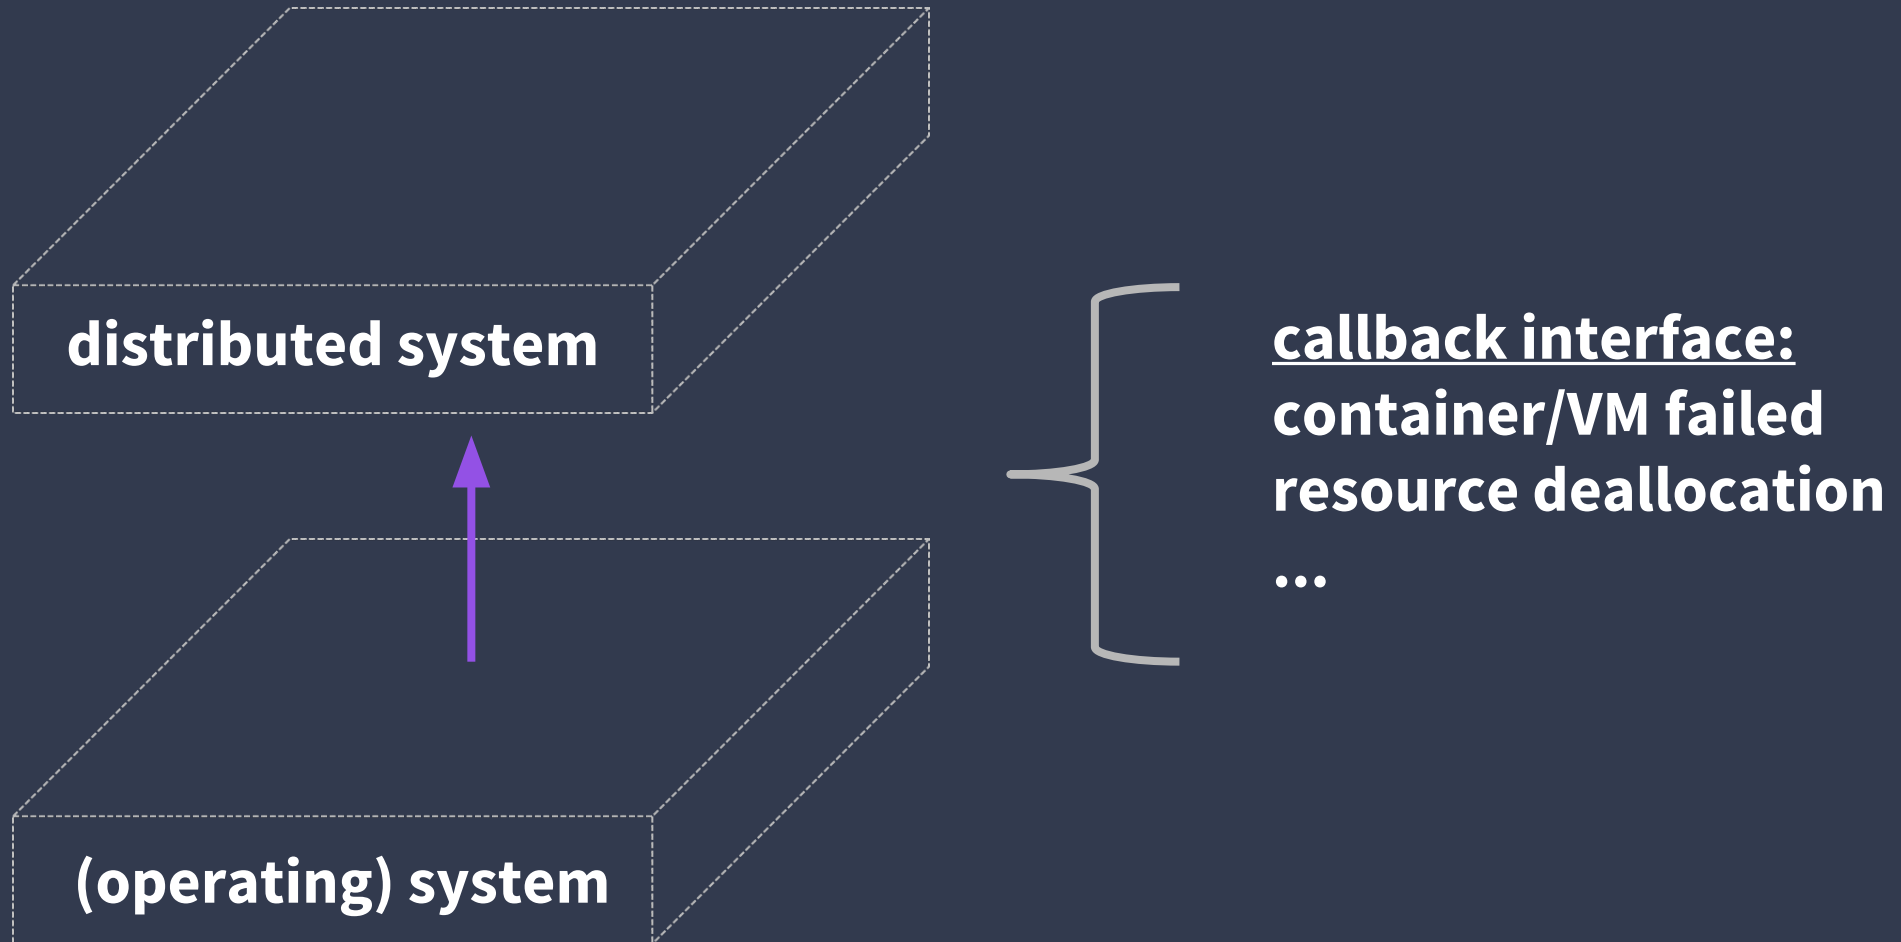 distributed system
callback interface:
container/VM failed
resource deallocation
...
(operating) system